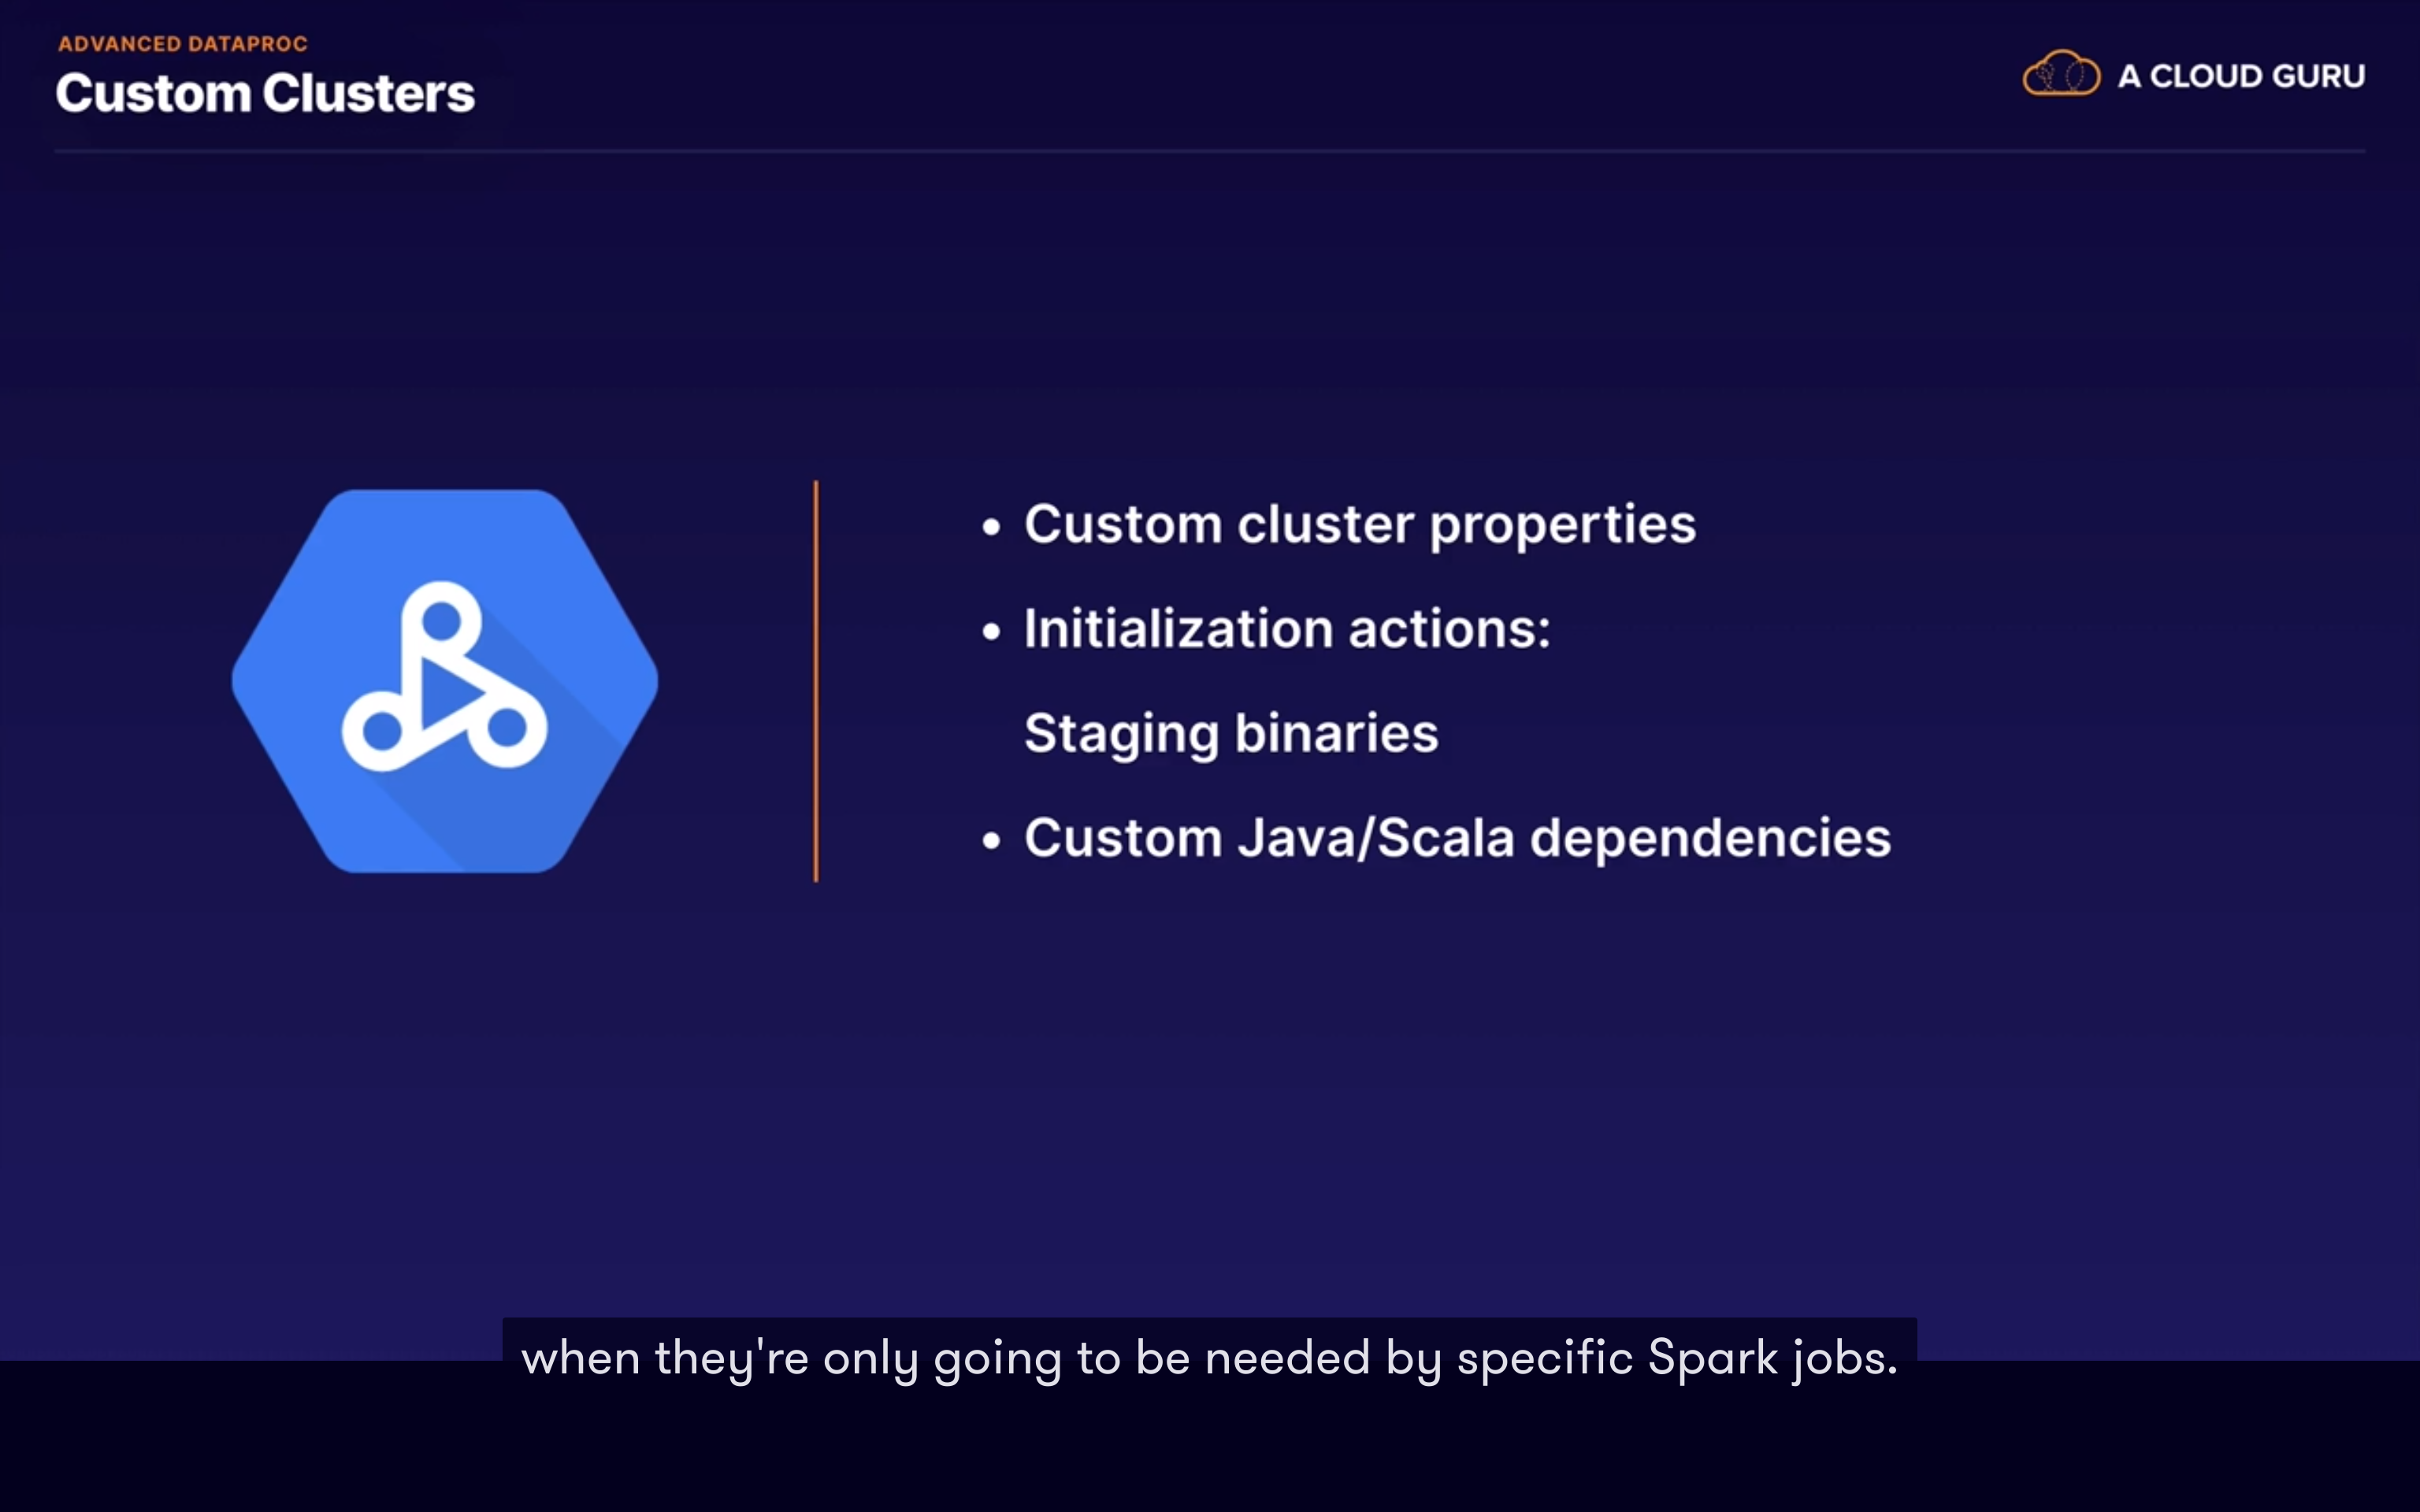 ADVANCED DATAPROC
Custom Clusters
A CLOUD GURU
• Custom cluster properties
• Initialization actions:
Staging binaries
• Custom Java/Scala dependencies
when they're only going to be needed by specific Spark jobs.